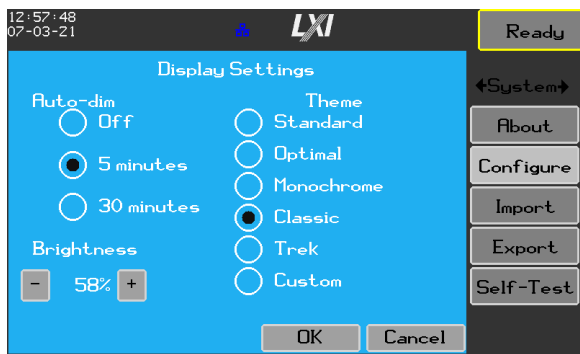 12:57:48
07-03-21
LXI
Ready
Display Settings
←System→
Auto-dim
Off
5 minutes
30 minutes
Theme
Standard
Optimal
Monochrome
Classic
Trek
Custom
Brightness
- 58% +
OK Cancel
About
Configure
Import
Export
Self-Test